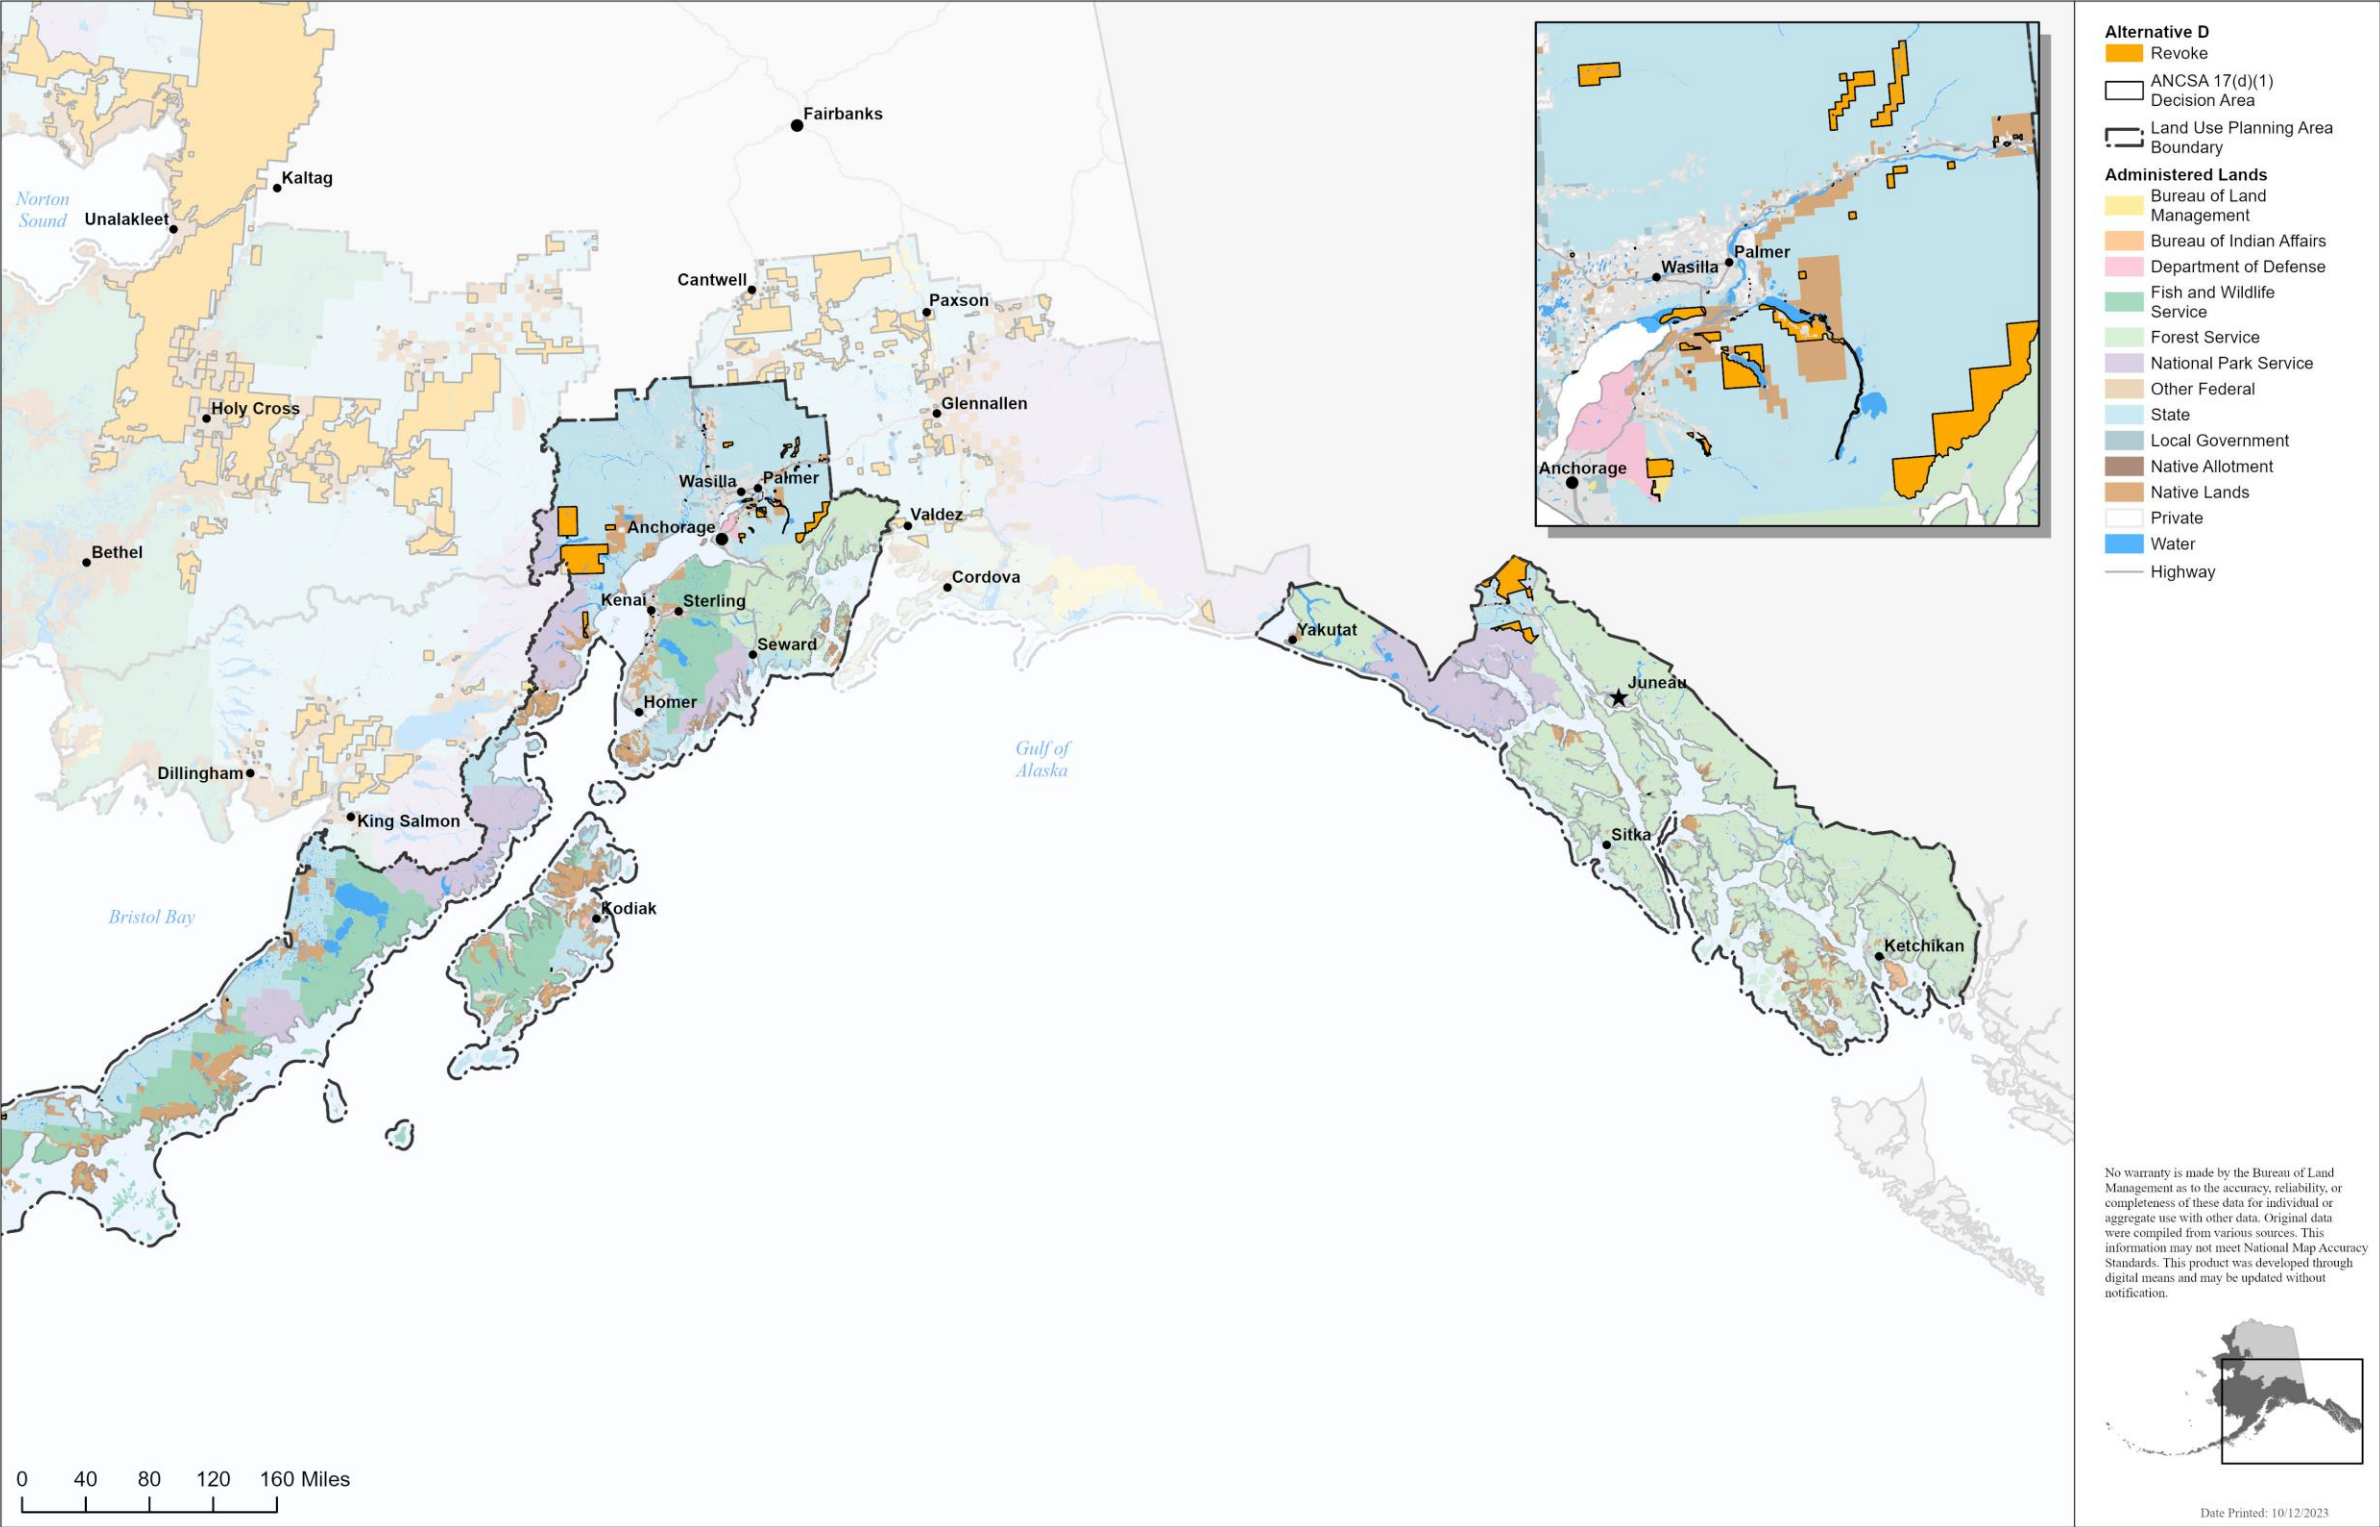 Fairbanks
Kaltag
Norton
Sound
Unalakleet
Cantwell
Paxson
Holy Cross
Glennallen
Wasilla
Palmer
Anchorage
Valdez
Bethel
Cordova
Kenai
Sterling
Seward
Homer
Yakutat
Juneau
Gulf of
Alaska
Dillingham
King Salmon
Sitka
Kodiak
Bristol Bay
Ketchikan
0 40 80 120 160 Miles
Palmer
Wasilla
Anchorage
Alternative D
Revoke
ANCSA 17(d)(1)
Decision Area
Land Use Planning Area
Boundary
Administered Lands
Bureau of Land
Management
Bureau of Indian Affairs
Department of Defense
Fish and Wildlife
Service
Forest Service
National Park Service
Other Federal
State
Local Government
Native Allotment
Native Lands
Private
Water
Highway
No warranty is made by the Bureau of Land
Management as to the accuracy, reliability, or
completeness of these data for individual or
aggregate use with other data. Original data
were compiled from various sources. This
information may not meet National Map Accuracy
Standards. This product was developed through
digital means and may be updated without
notification.
Date Printed: 10/12/2023